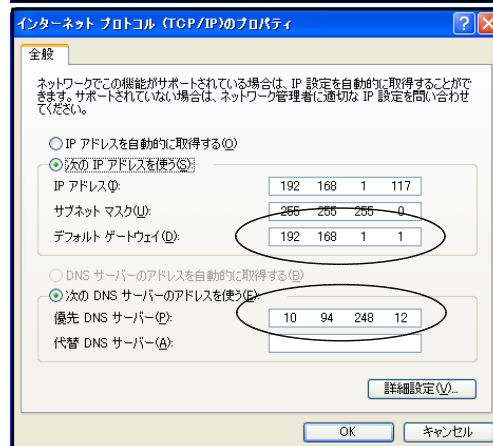 インターネット プロトコル (TCP/IP)のプロパティ
全般
ネットワークでこの機能がサポートされている場合は、IP 設定を自動的に取得することがで
きます。サポートされていない場合は、ネットワーク管理者に適切な IP 設定を問い合わせ
てください。
IP アドレスを自動的に取得する(O)
次の IP アドレスを使う(S):
IP アドレス(I): 192 168 1 117
サブネット マスク(U): 255 255 255 0
デフォルト ゲートウェイ(D): 192 168 1 1
DNS サーバーのアドレスを自動的に取得する(B)
次の DNS サーバーのアドレスを使う(E):
優先 DNS サーバー(P): 10 94 248 12
代替 DNS サーバー(A):
詳細設定(V)...
OK キャンセル